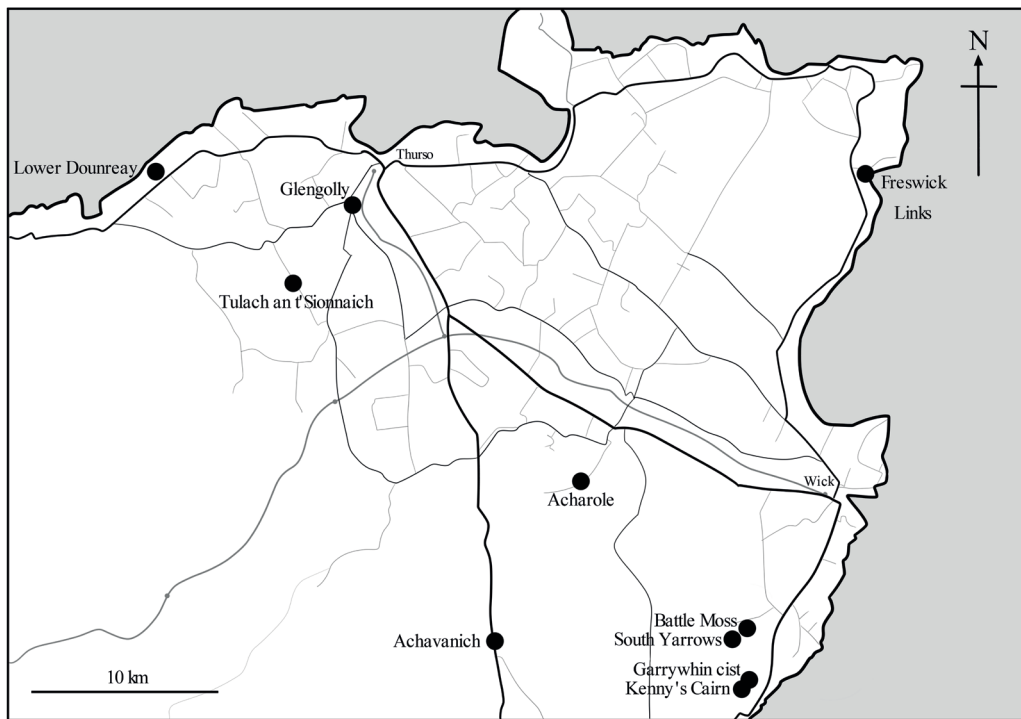 N
Thurso
Lower Dounreay
Freswick
Links
Glengolly
Tulach an t'Sionnaich
Wick
Acharole
Battle Moss
South Yarrows
Achavanich
Garrywhin cist
Kenny's Cairn
10 km